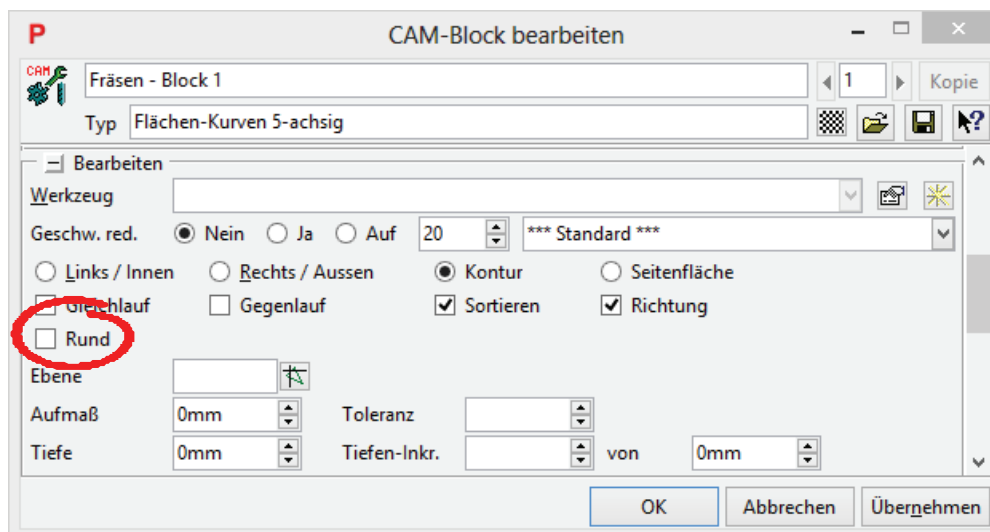 P CAM-Block bearbeiten
CAM Fräsen - Block 1 1 Kopie
Typ Flächen-Kurven 5-achsig
Bearbeiten
Werkzeug
Geschw. red. Nein Ja Auf 20 *** Standard ***
Links / Innen Rechts / Aussen Kontur Seitenfläche
Gleichlauf Gegenlauf Sortieren Richtung
Rund
Ebene
Aufmaß 0mm Toleranz
Tiefe 0mm Tiefen-Inkr. von 0mm
OK Abbrechen Übernehmen